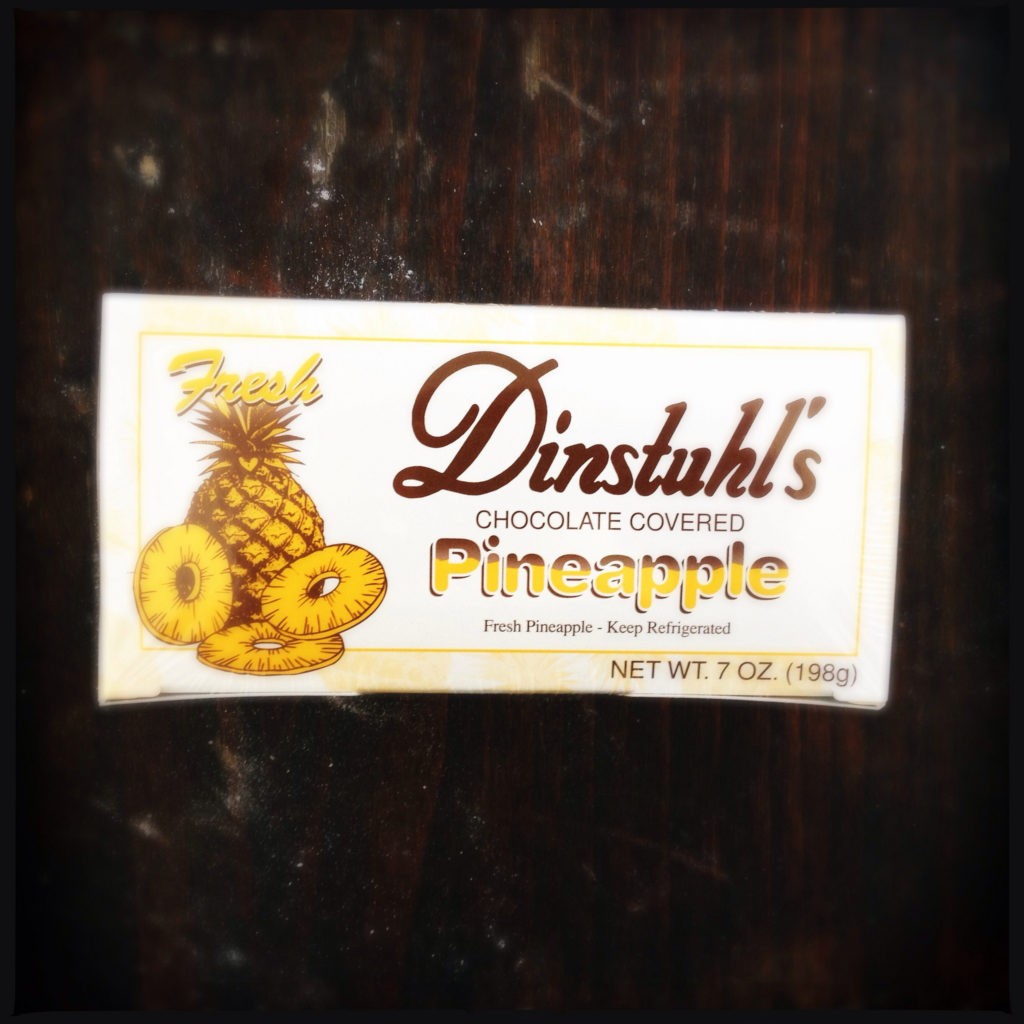 Fresh
Dinstuhl's
CHOCOLATE COVERED
Pineapple
Fresh Pineapple - Keep Refrigerated
NET WT. 7 OZ. (198g)